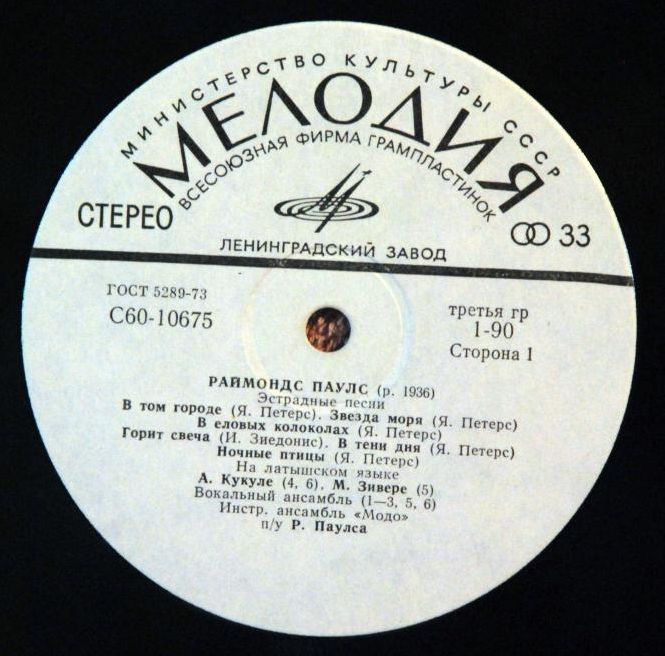 МИНИСТЕРСТВО КУЛЬТУРЫ СССР
МЕЛОДИЯ
ВСЕСОЮЗНАЯ ФИРМА ГРАМПЛАСТИНОК
СТЕРЕО
33
ЛЕНИНГРАДСКИЙ ЗАВОД
ГОСТ 5289-73
С60-10675
третья гр
1-90
Сторона 1
РАЙМОНДС ПАУЛС (р. 1936)
Эстрадные песни
В том городе (Я. Петерс). Звезда моря (Я. Петерс)
В еловых колоколах (Я. Петерс)
Горит свеча (И. Зиедонис). В тени дня (Я. Петерс)
Ночные птицы (Я. Петерс)
На латышском языке
А. Кукуле (4, 6). М. Зивере (5)
Вокальный ансамбль (1—3, 5, 6)
Инстр. ансамбль «Модо»
п/у Р. Паулса